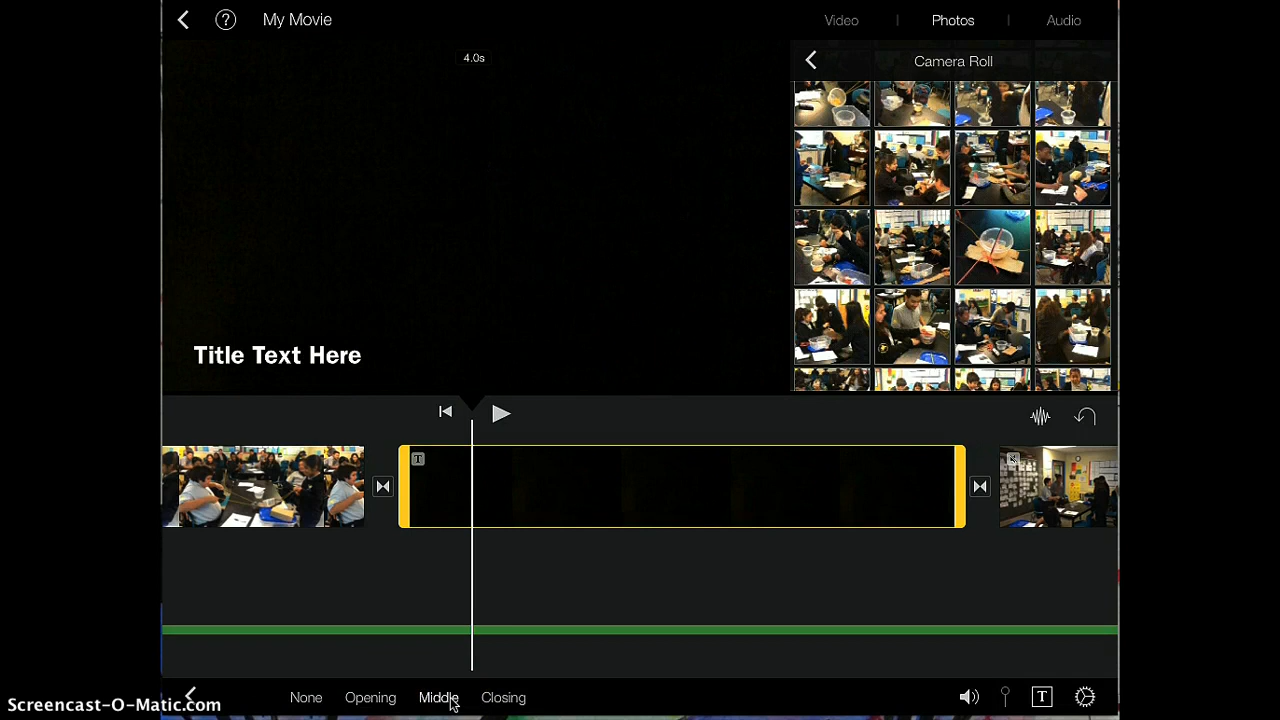 My Movie
Video
Photos
Audio
4.0s
Camera Roll
Title Text Here
T
None
Opening
Middle
Closing
T
Screencast-O-Matic.com